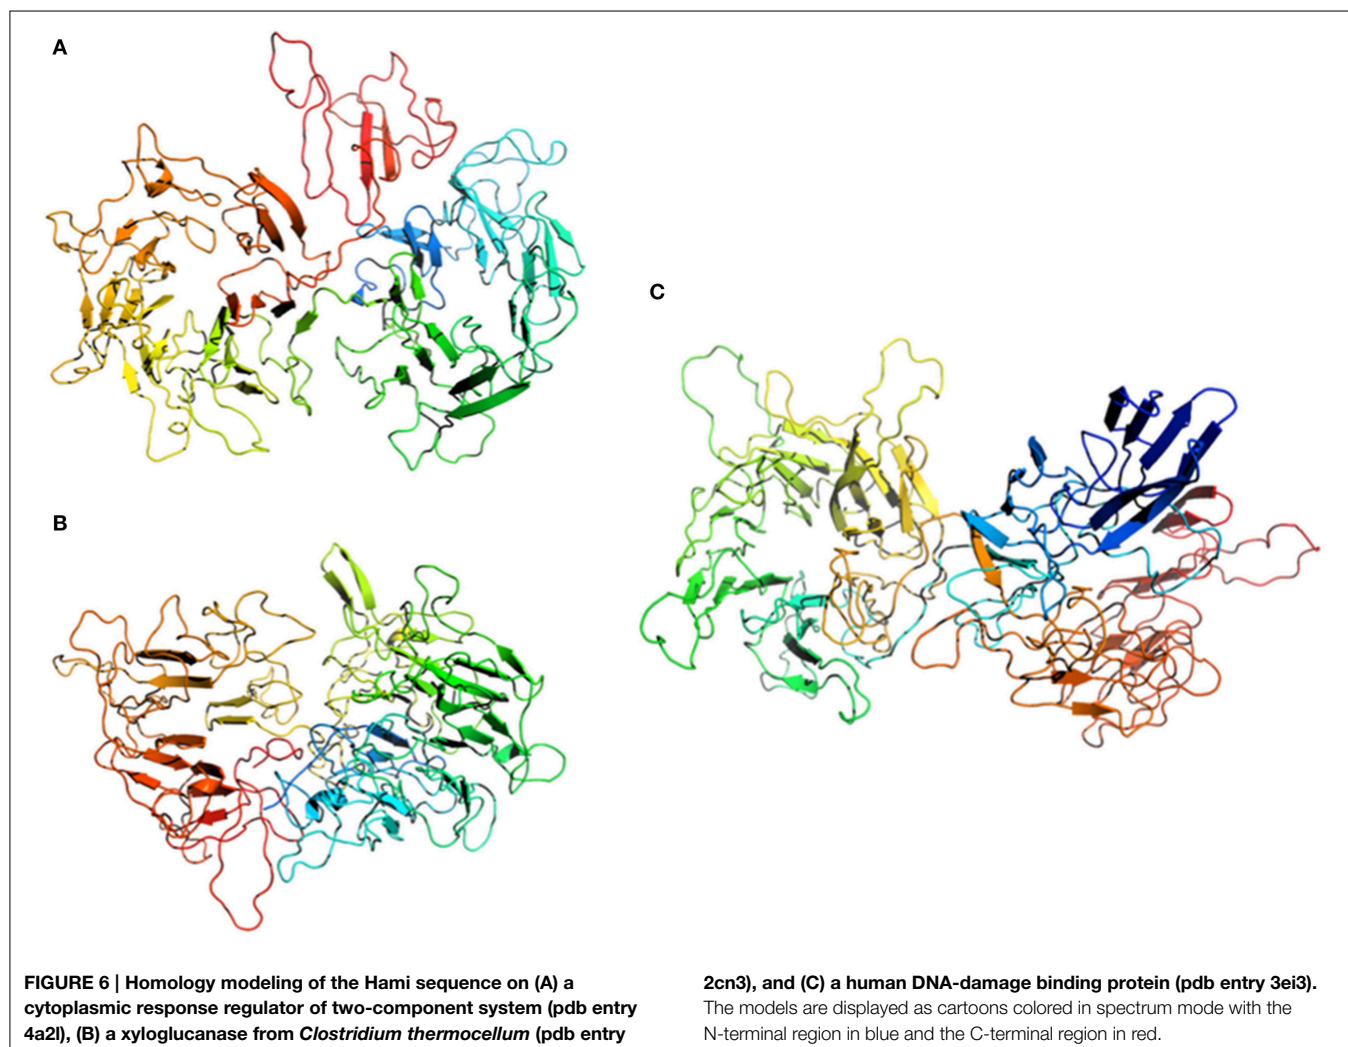 A
B
C
FIGURE 6 | Homology modeling of the Hami sequence on (A) a
cytoplasmic response regulator of two-component system (pdb entry
4a2l), (B) a xyloglucanase from Clostridium thermocellum (pdb entry
2cn3), and (C) a human DNA-damage binding protein (pdb entry 3ei3).
The models are displayed as cartoons colored in spectrum mode with the
N-terminal region in blue and the C-terminal region in red.